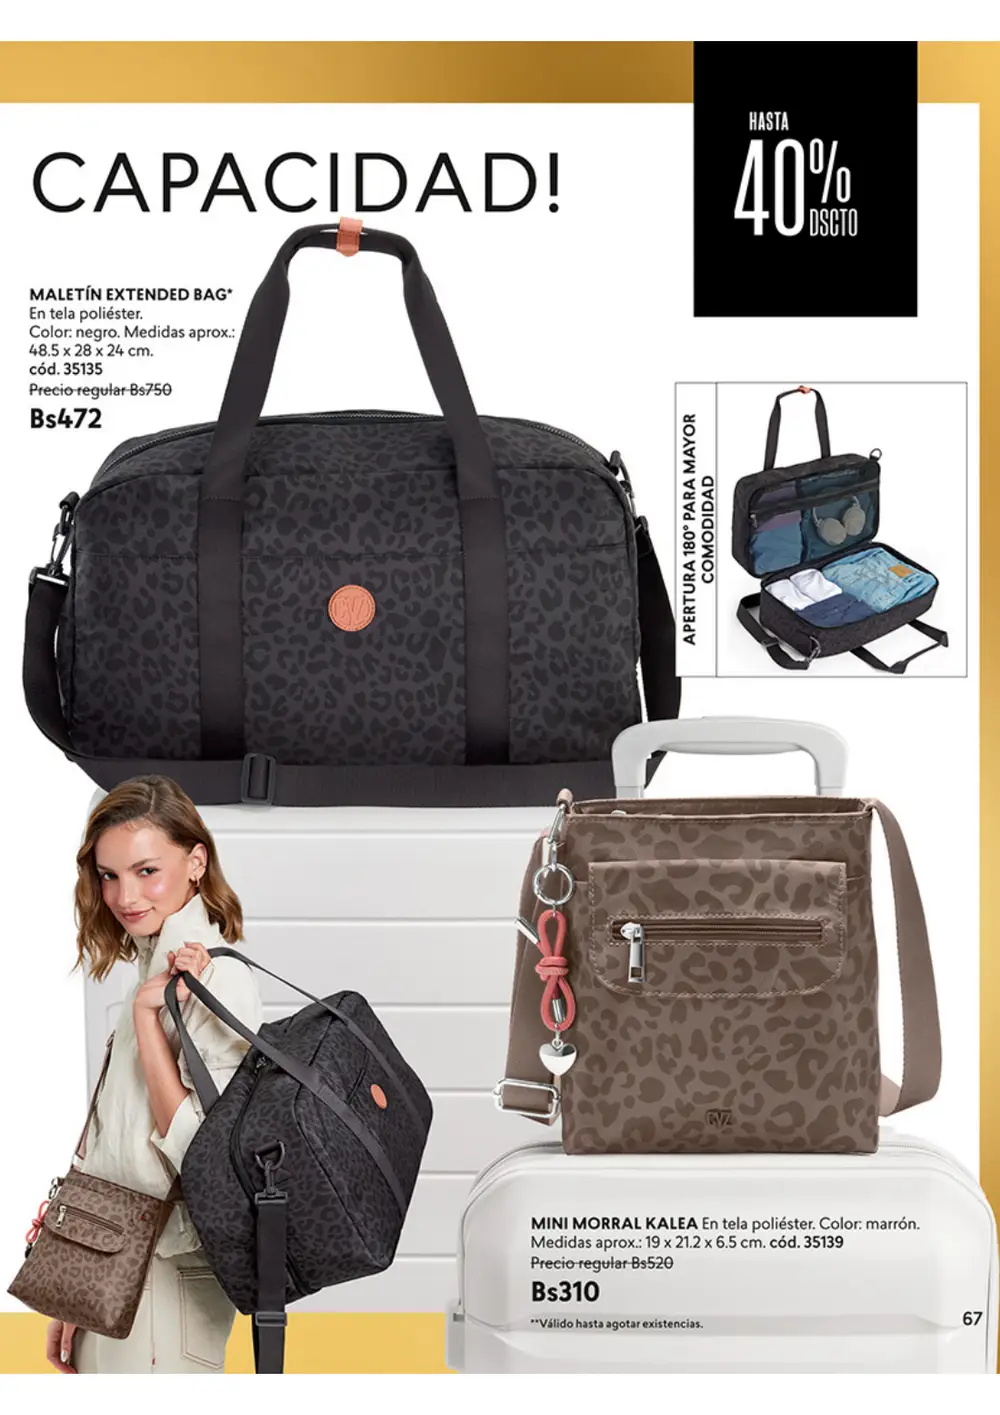 HASTA
40%
DSCTO
CAPACIDAD!
MALETÍN EXTENDED BAG*
En tela poliéster.
Color: negro. Medidas aprox.:
48.5 x 28 x 24 cm.
cód. 35135
Precio regular Bs750
Bs472
APERTURA 180° PARA MAYOR
COMODIDAD
CYZ
CYZ
MINI MORRAL KALEA En tela poliéster. Color: marrón.
Medidas aprox.: 19 x 21.2 x 6.5 cm. cód. 35139
Precio regular Bs520
Bs310
**Válido hasta agotar existencias.
67